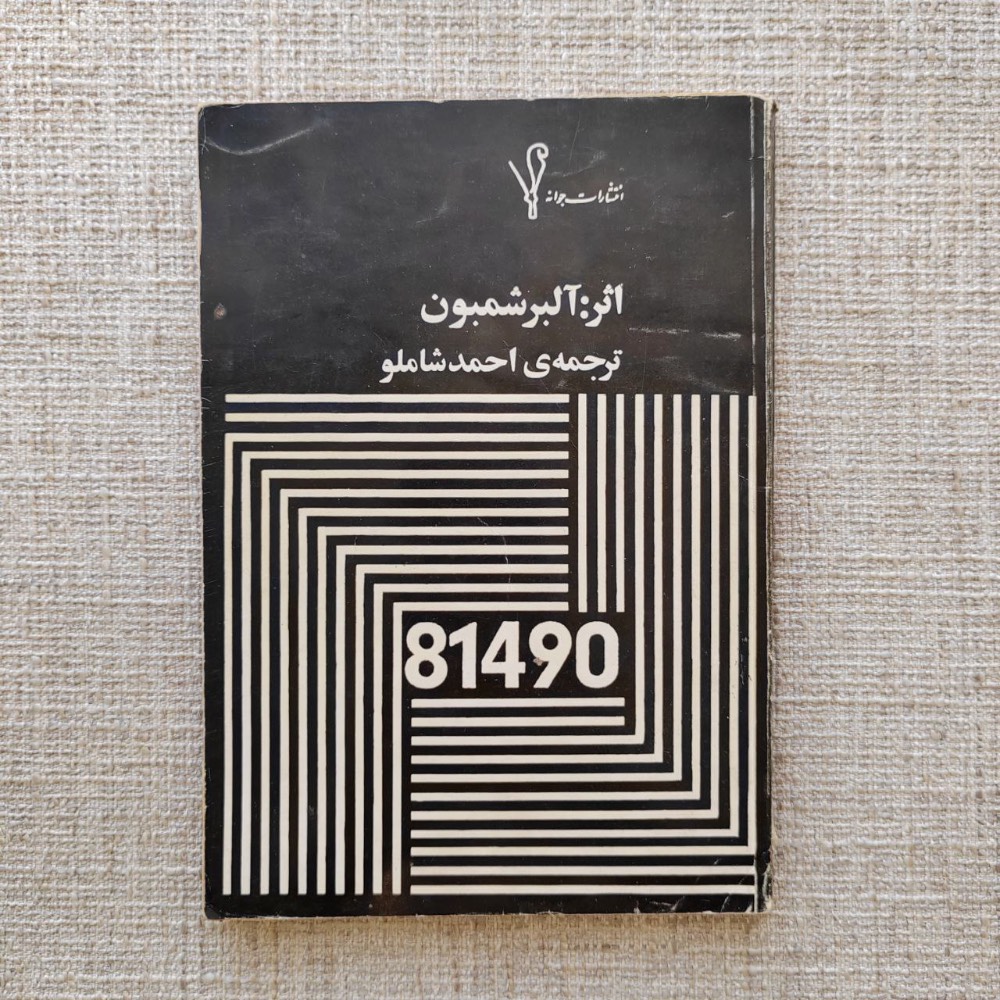 انتشارات جوانه
اثر: آلبر شمبون
ترجمه‌ی احمد شاملو
81490